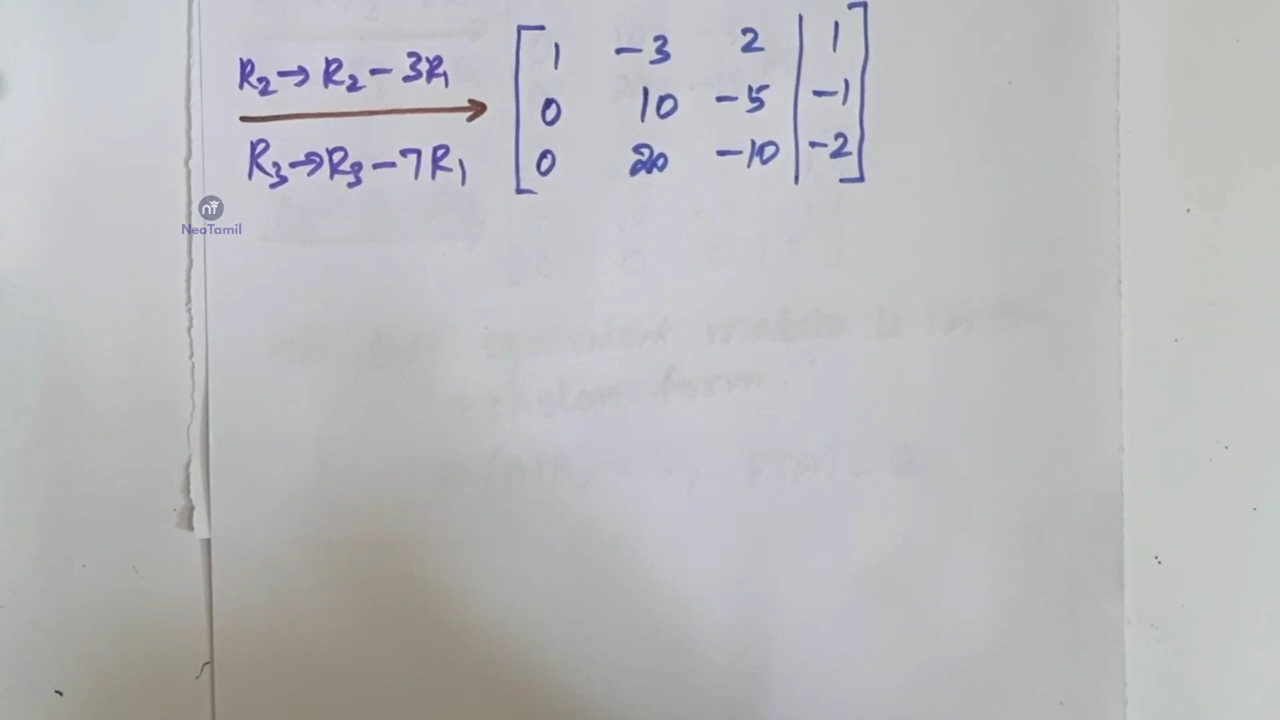 R₂→R₂-3R₁
R₃→R₃-7R₁
1 -3 2 | 1
0 10 -5 | -1
0 20 -10 | -2
NeoTamil